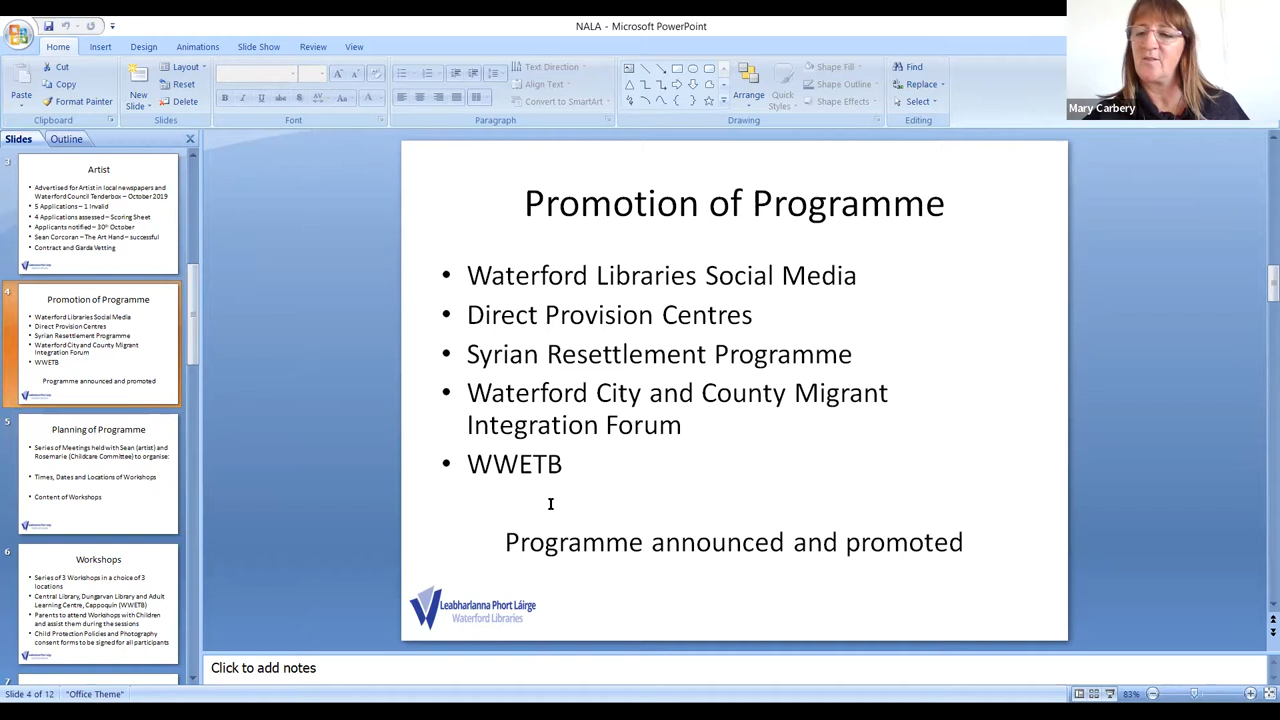 NALA - Microsoft PowerPoint
Home Insert Design Animations Slide Show Review View
Paste
Cut
Copy
Format Painter
Clipboard
New Slide
Layout
Reset
Delete
Slides
B I U S abc AV Aa A
Font
Text Direction
Align Text
Convert to SmartArt
Paragraph
Arrange
Quick Styles
Shape Fill
Shape Outline
Shape Effects
Drawing
Find
Replace
Select
Editing
Mary Carbery
Slides Outline
3
Artist
• Advertised for Artist in local newspapers and
Waterford Council Tenderbox – October 2019
• 5 Applications – 1 Invalid
• 4 Applications assessed – Scoring Sheet
• Applicants notified – 30th October
• Sean Corcoran – The Art Hand – successful
• Contract and Garda Vetting
4
Promotion of Programme
• Waterford Libraries Social Media
• Direct Provision Centres
• Syrian Resettlement Programme
• Waterford City and County Migrant
Integration Forum
• WWETB
Programme announced and promoted
5
Planning of Programme
• Series of Meetings held with Sean (artist) and
Rosemarie (Childcare Committee) to organise:
• Times, Dates and Locations of Workshops
• Content of Workshops
6
Workshops
• Series of 3 Workshops in a choice of 3
locations
• Central Library, Dungarvan Library and Adult
Learning Centre, Cappoquin (WWETB)
• Parents to attend Workshops with Children
and assist them during the sessions
• Child Protection Policies and Photography
consent forms to be signed for all participants
7
Promotion of Programme
• Waterford Libraries Social Media
• Direct Provision Centres
• Syrian Resettlement Programme
• Waterford City and County Migrant
Integration Forum
• WWETB
Programme announced and promoted
Leabharlanna Phort Láirge
Waterford Libraries
Click to add notes
Slide 4 of 12 "Office Theme" 83%